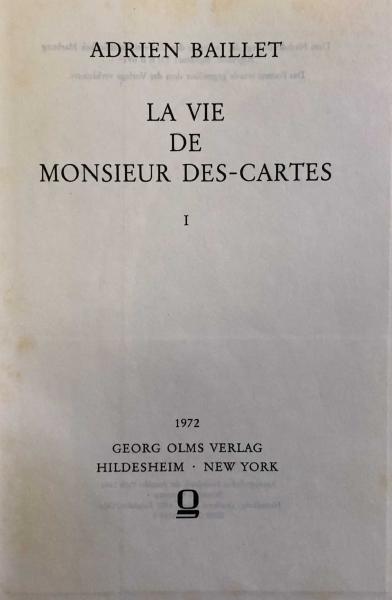 ADRIEN BAILLET
LA VIE
DE
MONSIEUR DES-CARTES
I
1972
GEORG OLMS VERLAG
HILDESHEIM · NEW YORK